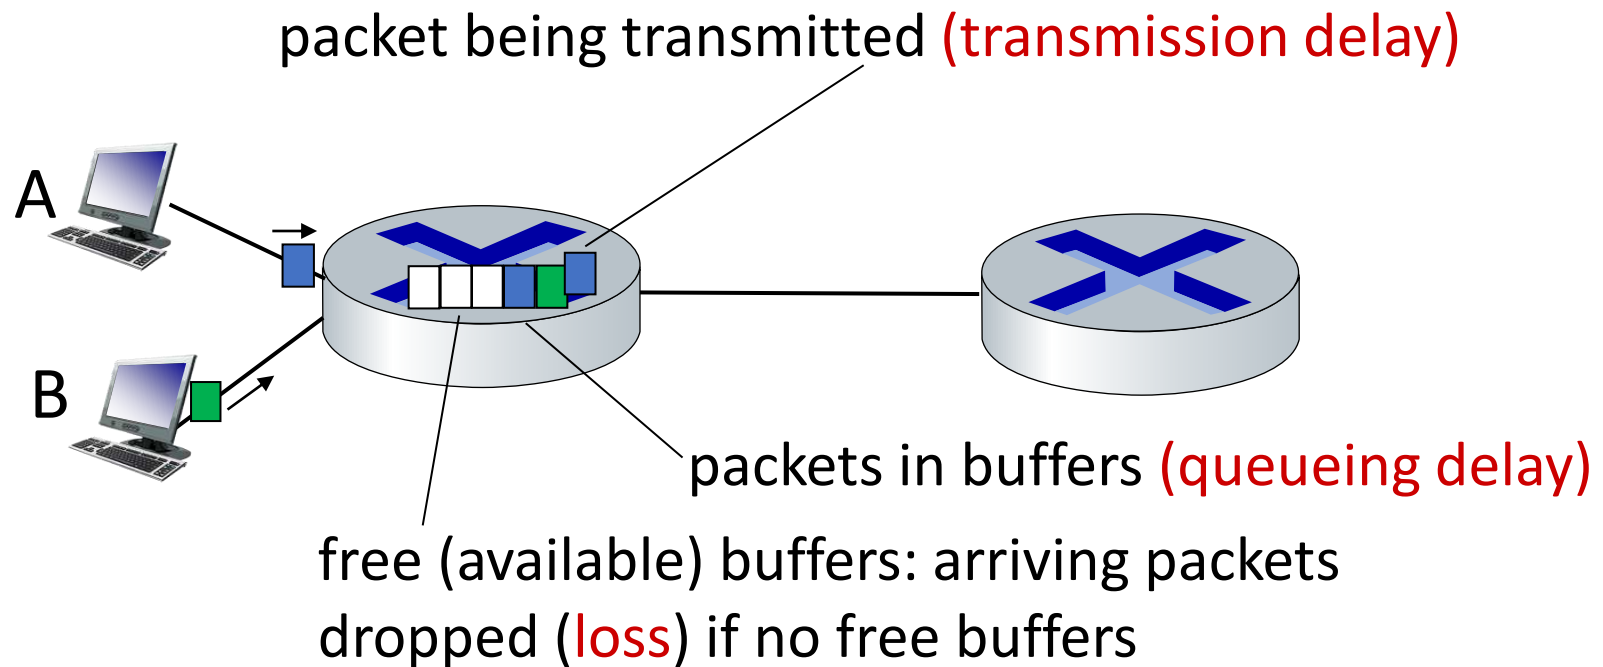 packet being transmitted (transmission delay)
A
B
packets in buffers (queueing delay)
free (available) buffers: arriving packets
dropped (loss) if no free buffers